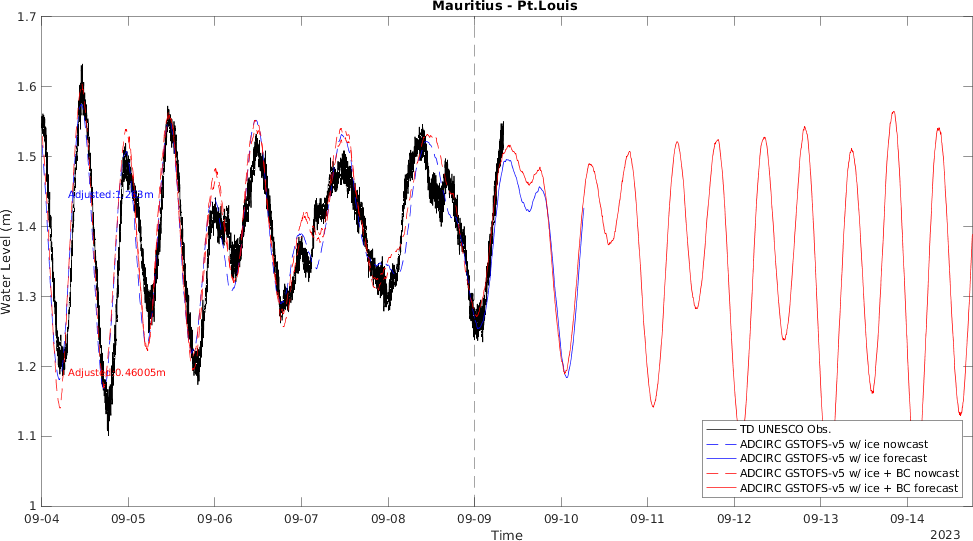 Mauritius - Pt.Louis
1.7
1.6
1.5
1.4
1.3
1.2
1.1
1
Water Level (m)
Adjusted:0.46005m
TD UNESCO Obs.
ADCIRC GSTOFS-v5 w/ ice nowcast
ADCIRC GSTOFS-v5 w/ ice forecast
ADCIRC GSTOFS-v5 w/ ice + BC nowcast
ADCIRC GSTOFS-v5 w/ ice + BC forecast
09-04 09-05 09-06 09-07 09-08 09-09 09-10 09-11 09-12 09-13 09-14
Time
2023